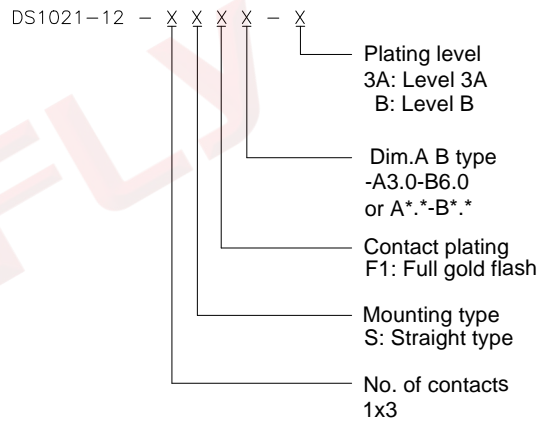 DS1021-12 - X X X X - X
Plating level
3A: Level 3A
B: Level B
Dim.A B type
-A3.0-B6.0
or A*.*-B*.*
Contact plating
F1: Full gold flash
Mounting type
S: Straight type
No. of contacts
1x3
FLY